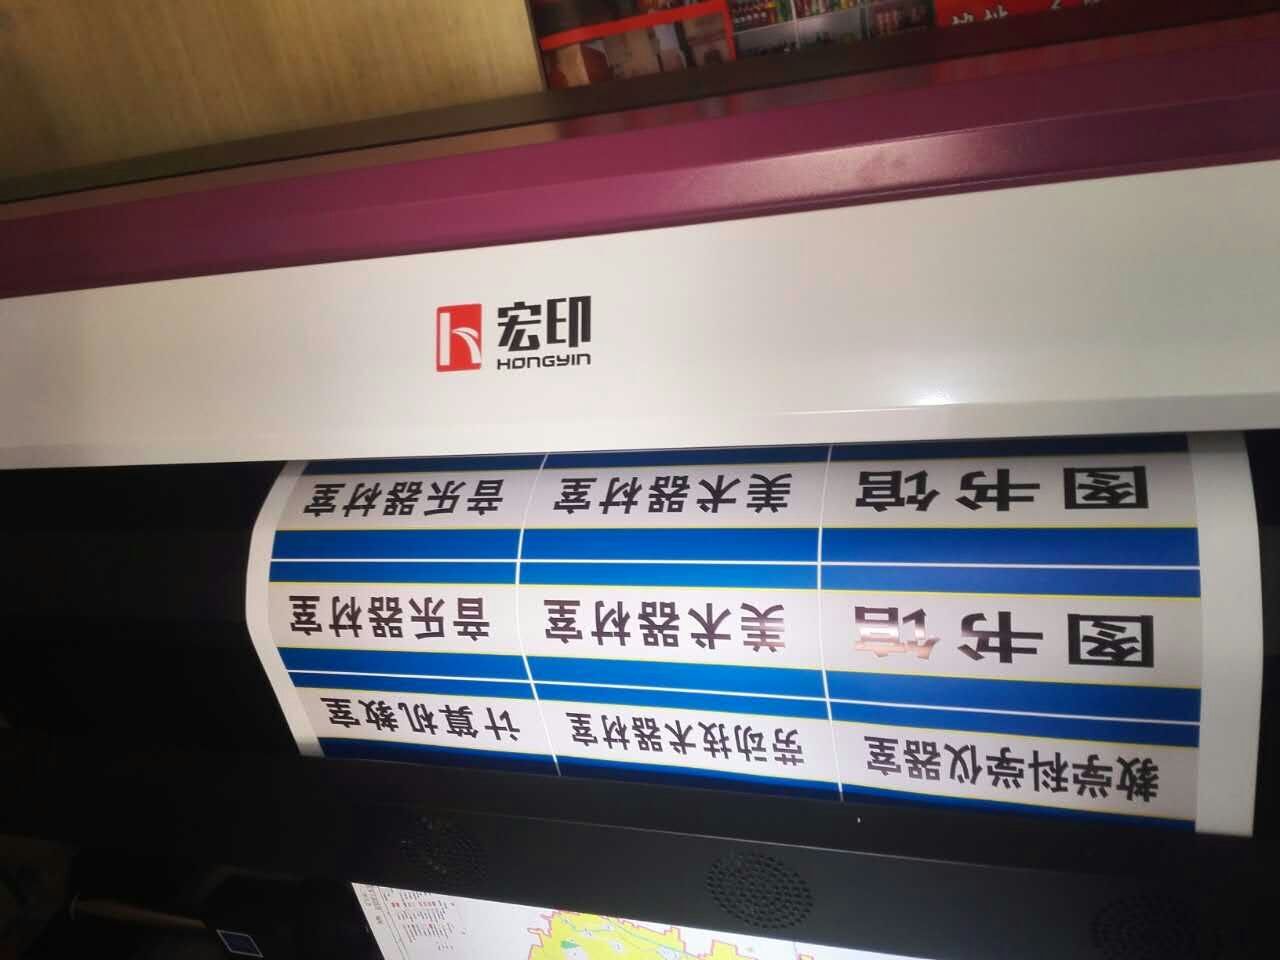 宏印
HONGYIN
图书馆 美术器材室 音乐器材室
图书馆 美术器材室 音乐器材室
教学科学仪器室 劳动技术器材室 计算机教室